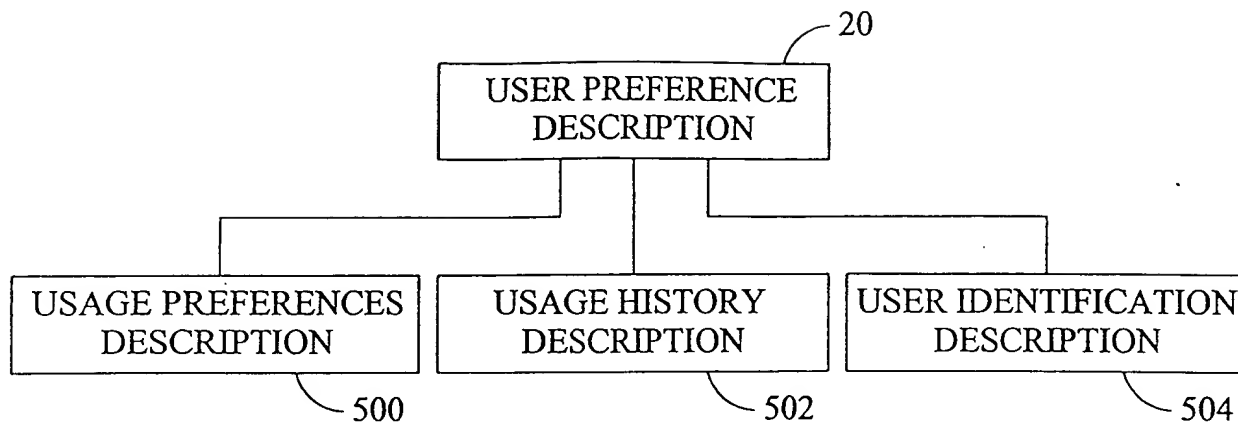 20
USER PREFERENCE
DESCRIPTION
USAGE PREFERENCES
DESCRIPTION
USAGE HISTORY
DESCRIPTION
USER IDENTIFICATION
DESCRIPTION
500
502
504